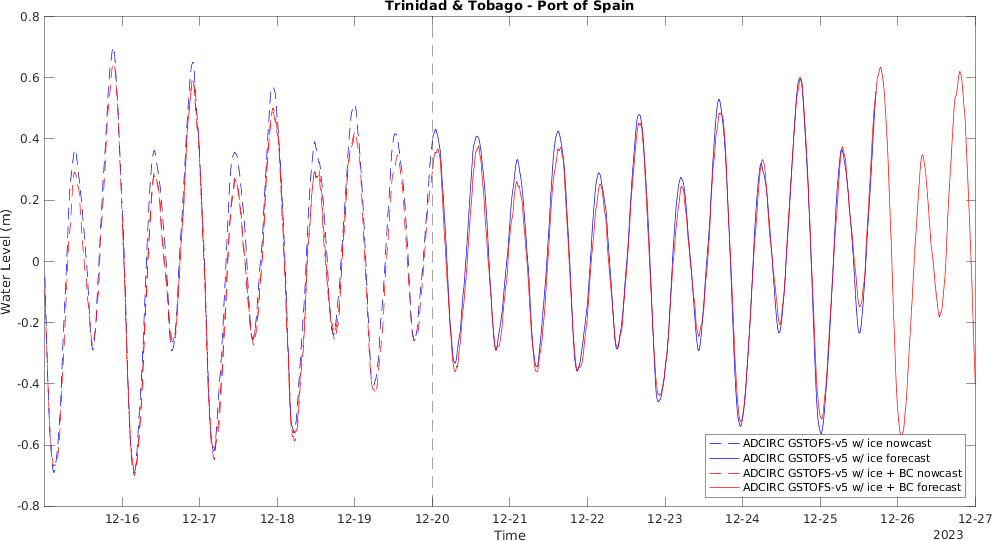 Trinidad & Tobago - Port of Spain
0.8
0.6
0.4
0.2
0
-0.2
-0.4
-0.6
-0.8
Water Level (m)
ADCIRC GSTOFS-v5 w/ ice nowcast
ADCIRC GSTOFS-v5 w/ ice forecast
ADCIRC GSTOFS-v5 w/ ice + BC nowcast
ADCIRC GSTOFS-v5 w/ ice + BC forecast
12-16 12-17 12-18 12-19 12-20 12-21 12-22 12-23 12-24 12-25 12-26 12-27
Time
2023